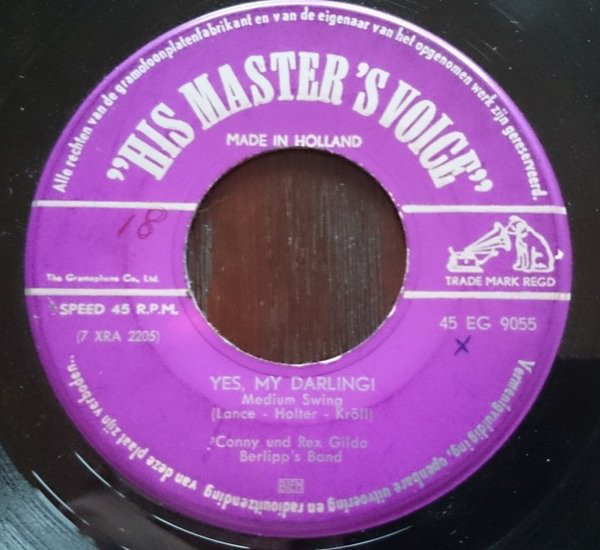 Alle rechten van de gramofoonplatenfabrikant en van de eigenaar van het opgenomen werk zijn gereserveerd.
"HIS MASTER'S VOICE"
MADE IN HOLLAND
18
The Gramophone Co., Ltd.
TRADE MARK REGD
SPEED 45 R.P.M.
(7 XRA 2205)
45 EG 9055
X
YES, MY DARLING!
Medium Swing
(Lance - Holter - Kröll)
Conny und Rex Gildo
Berlipp's Band
BIEM
Vermenigvuldiging, openbare uitvoering en radiouitzending van deze plaat zijn verboden...